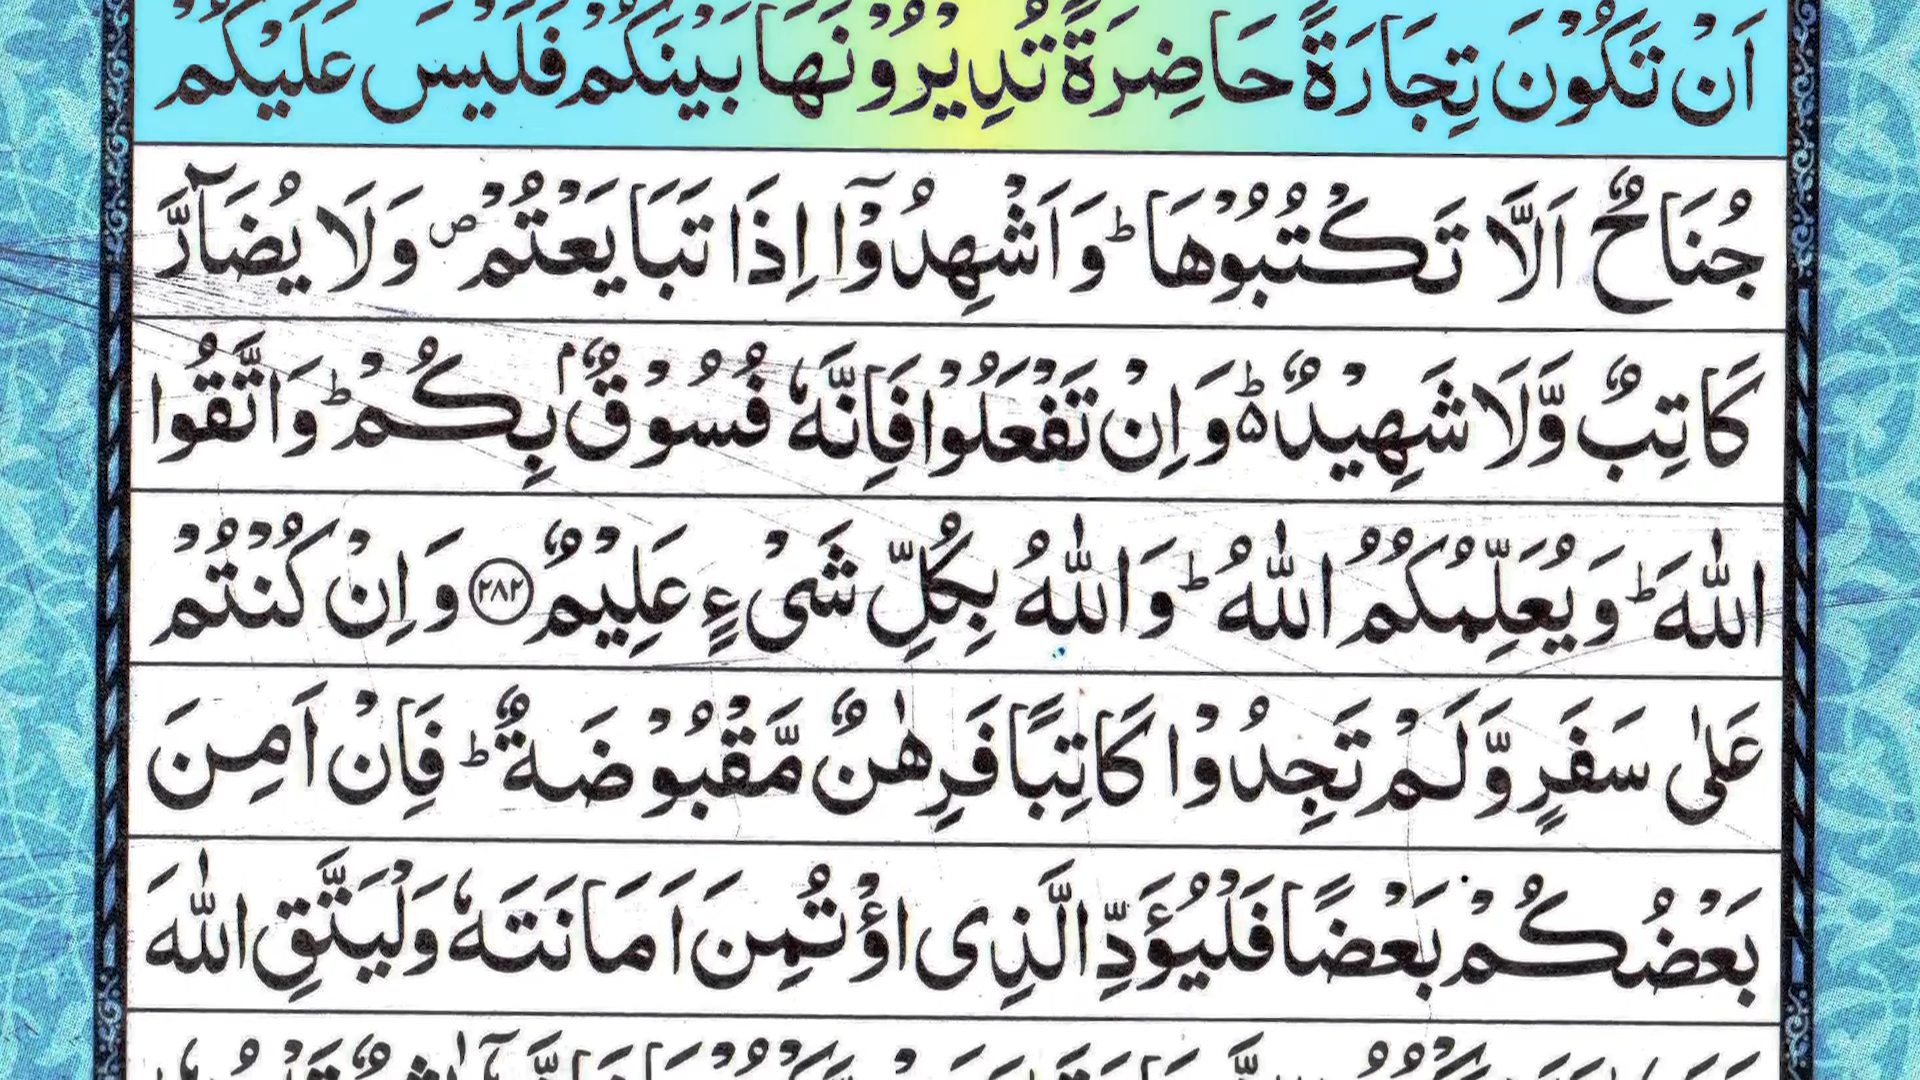 اَنْ تَكُوْنَ تِجَارَةً حَاضِرَةً تُدِيْرُوْنَهَا بَيْنَكُمْ فَلَيْسَ عَلَيْكُمْ
جُنَاحٌ اَلَّا تَكْتُبُوْهَا ؕ وَاَشْهِدُوْۤا اِذَا تَبَايَعْتُمْ ۪ وَلَا يُضَآرَّ
كَاتِبٌ وَّلَا شَهِيْدٌ ۬ؕ وَاِنْ تَفْعَلُوْا فَاِنَّهٗ فُسُوْقٌۢ بِكُمْ ؕ وَاتَّقُوا
اللّٰهَ ؕ وَيُعَلِّمُكُمُ اللّٰهُ ؕ وَاللّٰهُ بِكُلِّ شَىْءٍ عَلِيْمٌ ﴿۲۸۲﴾ وَاِنْ كُنْتُمْ
عَلٰى سَفَرٍ وَّلَمْ تَجِدُوْا كَاتِبًا فَرِهٰنٌ مَّقْبُوْضَةٌ ؕ فَاِنْ اَمِنَ
بَعْضُكُمْ بَعْضًا فَلْيُؤَدِّ الَّذِى اؤْتُمِنَ اَمَانَتَهٗ وَلْيَتَّقِ اللّٰهَ